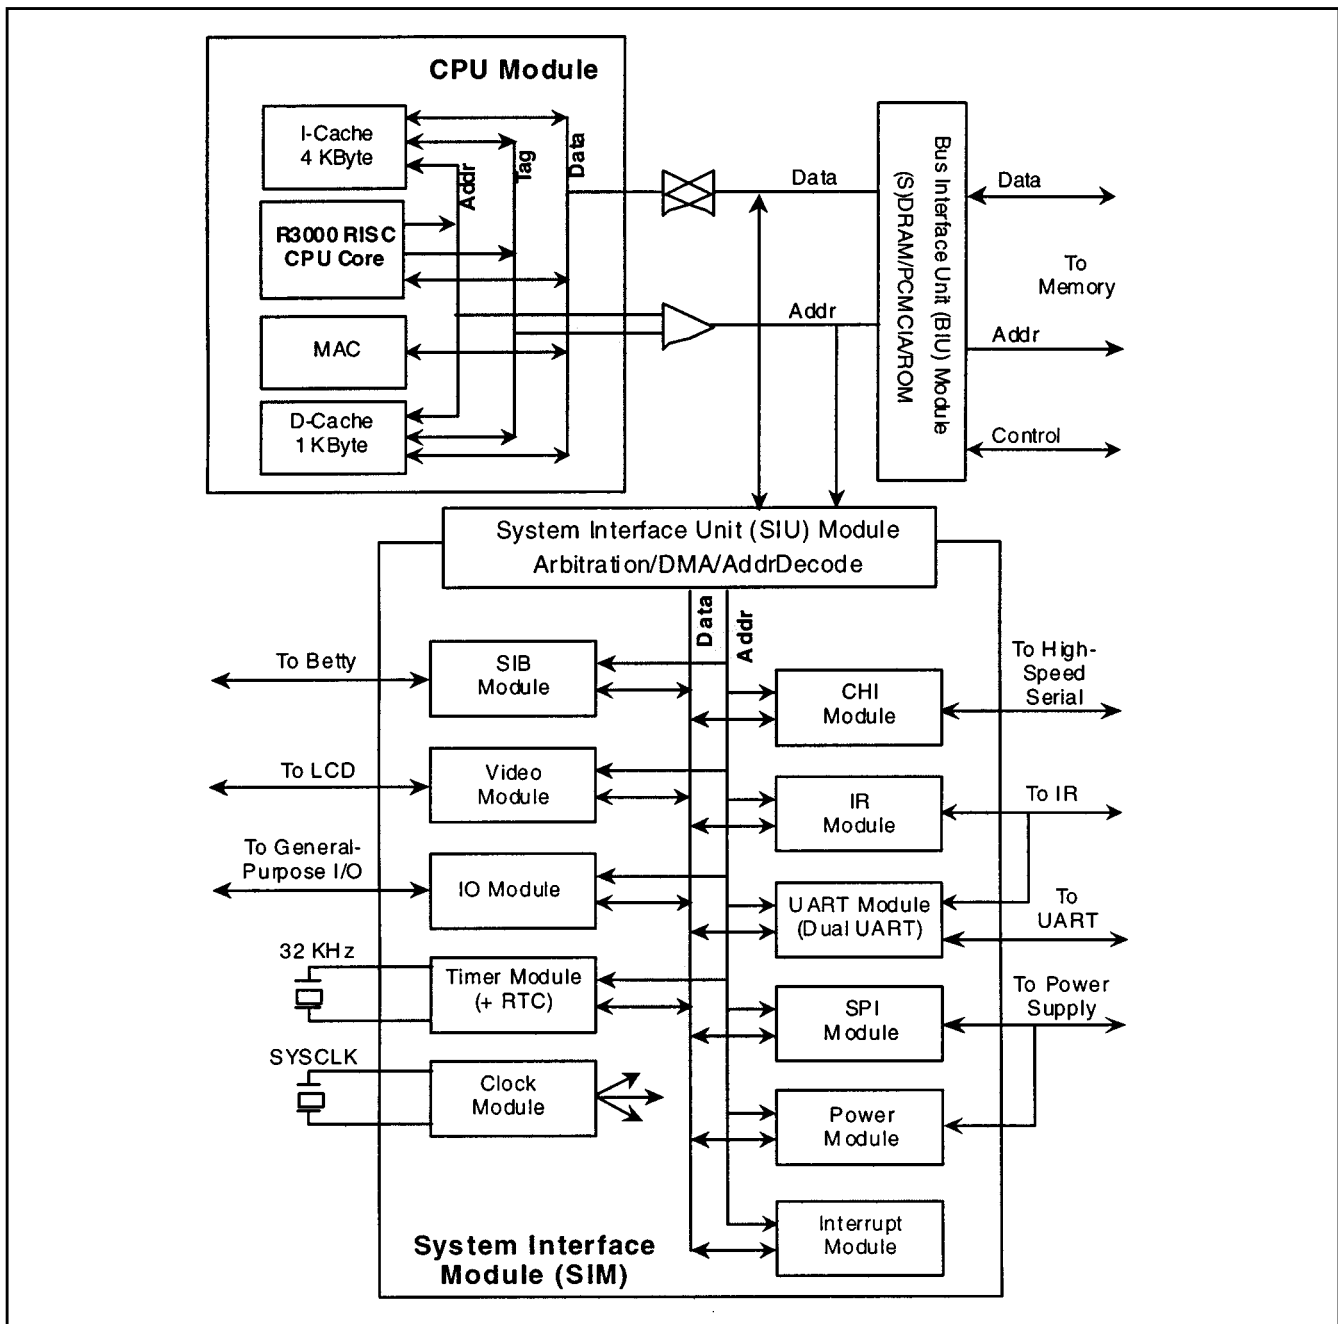 CPU Module
I-Cache
4 KByte
Addr
Tag
Data
R3000 RISC
CPU Core
MAC
D-Cache
1 KByte
Data
Addr
Bus Interface Unit (BIU) Module
(S)DRAM/PCMCIA/ROM
Data
To
Memory
Addr
Control
System Interface Unit (SIU) Module
Arbitration/DMA/AddrDecode
Data
Addr
To Betty
SIB
Module
To LCD
Video
Module
To General-
Purpose I/O
IO Module
32 KHz
Timer Module
(+ RTC)
SYSCLK
Clock
Module
CHI
Module
To High-
Speed
Serial
IR
Module
To IR
UART Module
(Dual UART)
To
UART
SPI
Module
To Power
Supply
Power
Module
Interrupt
Module
System Interface
Module (SIM)